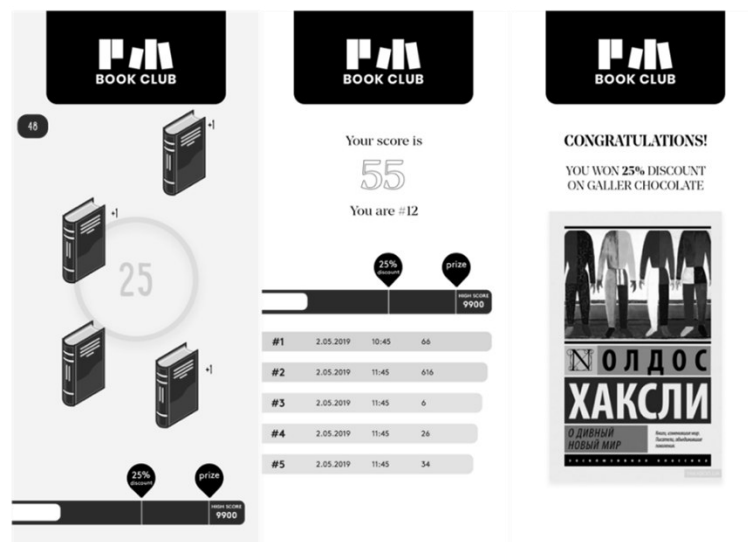 BOOK CLUB
48
+1
+1
25
+1
25%
discount
prize
HIGH SCORE
9900
BOOK CLUB
Your score is
55
You are #12
25%
discount
prize
HIGH SCORE
9900
#1 2.05.2019 10:45 66
#2 2.05.2019 11:45 616
#3 2.05.2019 11:45 6
#4 2.05.2019 11:45 26
#5 2.05.2019 11:45 34
BOOK CLUB
CONGRATULATIONS!
YOU WON 25% DISCOUNT
ON GALLER CHOCOLATE
N ОЛДОС
ХАКСЛИ
О ДИВНЫЙ
НОВЫЙ МИР